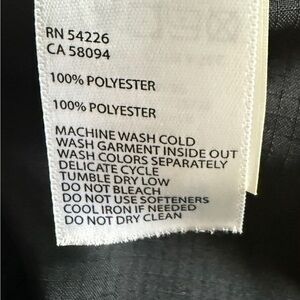 RN 54226
CA 58094
100% POLYESTER
100% POLYESTER
MACHINE WASH COLD
WASH GARMENT INSIDE OUT
WASH COLORS SEPARATELY
DELICATE CYCLE
TUMBLE DRY LOW
DO NOT BLEACH
DO NOT USE SOFTENERS
COOL IRON IF NEEDED
DO NOT DRY CLEAN